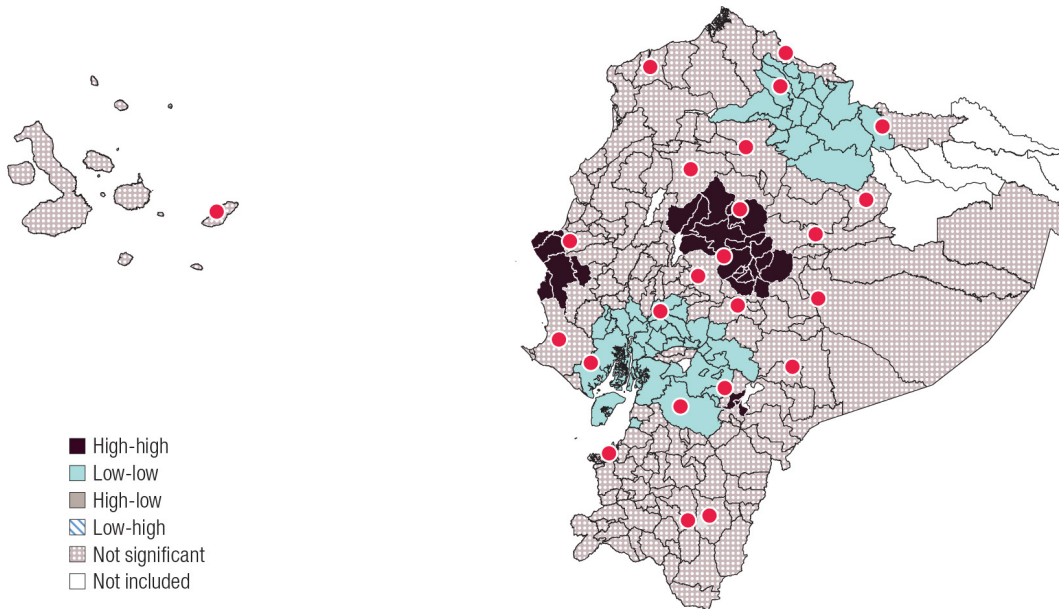 High-high
Low-low
High-low
Low-high
Not significant
Not included